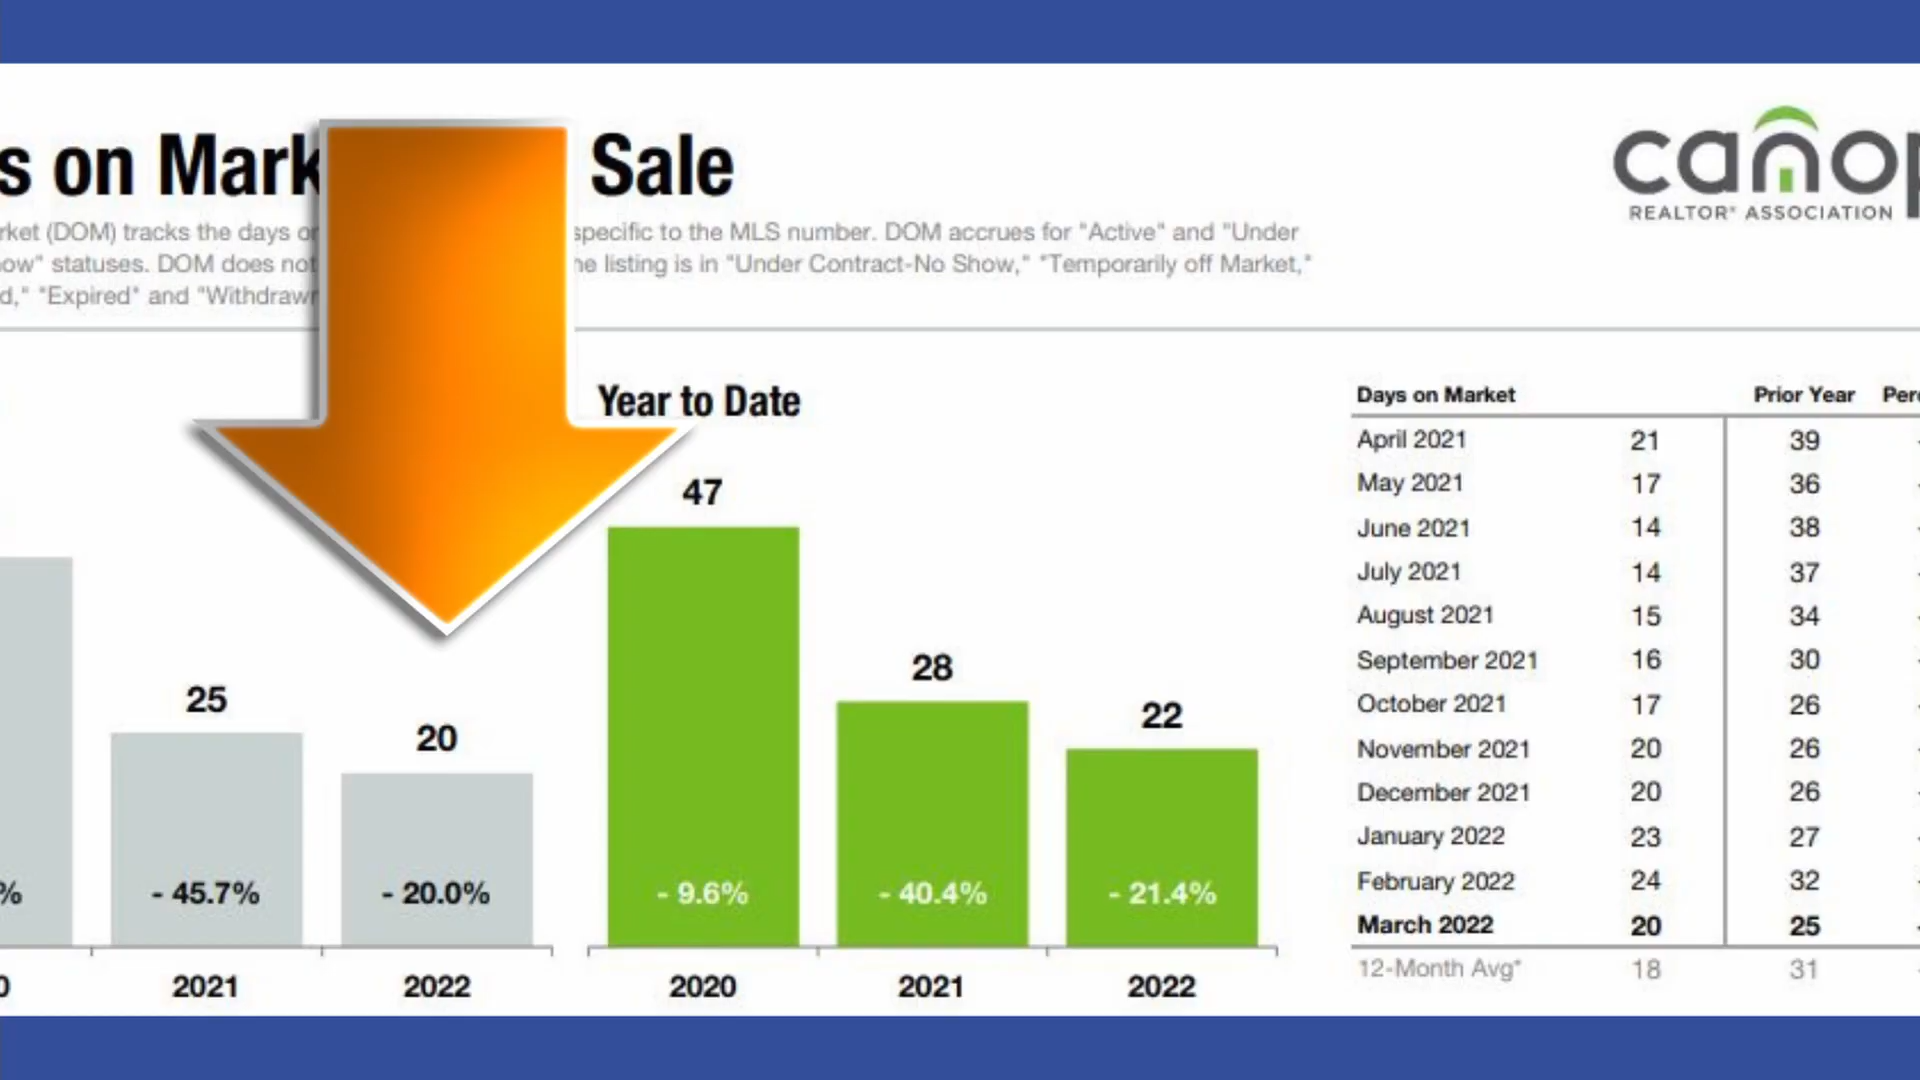 s on Mark Sale
rket (DOM) tracks the days or specific to the MLS number. DOM accrues for "Active" and "Under
ow" statuses. DOM does not he listing is in "Under Contract-No Show," "Temporarily off Market,"
d," "Expired" and "Withdrawn
canop
REALTOR® ASSOCIATION
25
20
- 45.7%
- 20.0%
%
0
2021
2022
Year to Date
47
28
22
- 9.6%
- 40.4%
- 21.4%
2020
2021
2022
Days on Market Prior Year Perc
April 2021 21 39 -
May 2021 17 36 -
June 2021 14 38 -
July 2021 14 37 -
August 2021 15 34 -
September 2021 16 30 -
October 2021 17 26 -
November 2021 20 26 -
December 2021 20 26 -
January 2022 23 27 -
February 2022 24 32 -
March 2022 20 25 -
12-Month Avg* 18 31 -